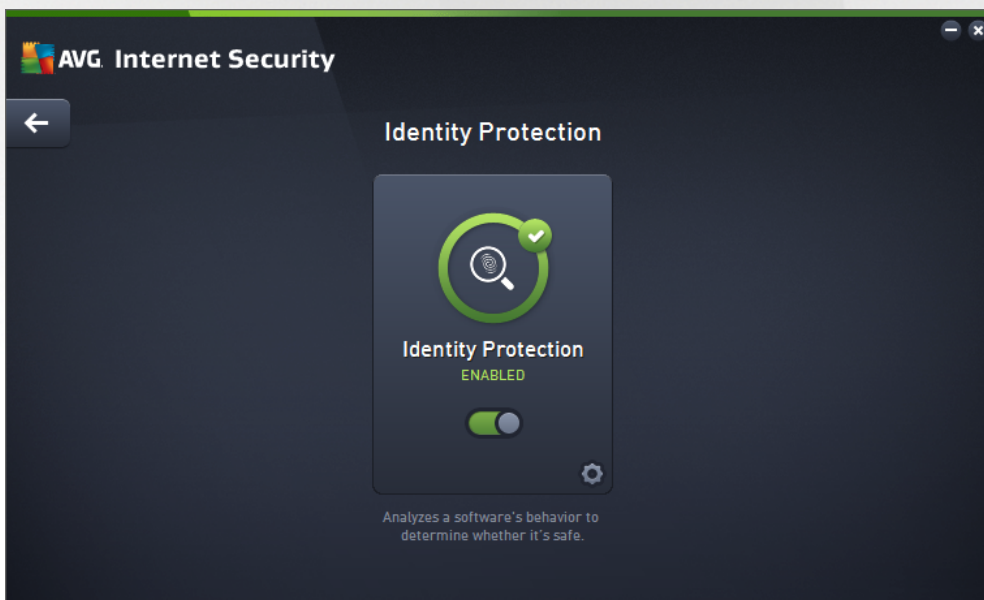 AVG Internet Security
Identity Protection
Identity Protection
ENABLED
Analyzes a software's behavior to
determine whether it's safe.